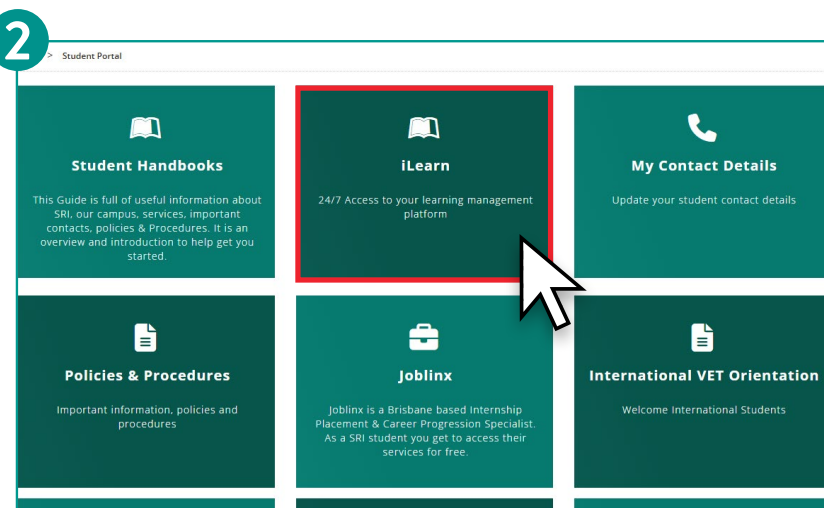 2
> Student Portal
Student Handbooks
This Guide is full of useful information about
SRI, our campus, services, important
contacts, policies & Procedures. It is an
overview and introduction to help get you
started.
iLearn
24/7 Access to your learning management
platform
My Contact Details
Update your student contact details
Policies & Procedures
Important information, policies and
procedures
Joblinx
Joblinx is a Brisbane based Internship
Placement & Career Progression Specialist.
As a SRI student you get to access their
services for free.
International VET Orientation
Welcome International Students